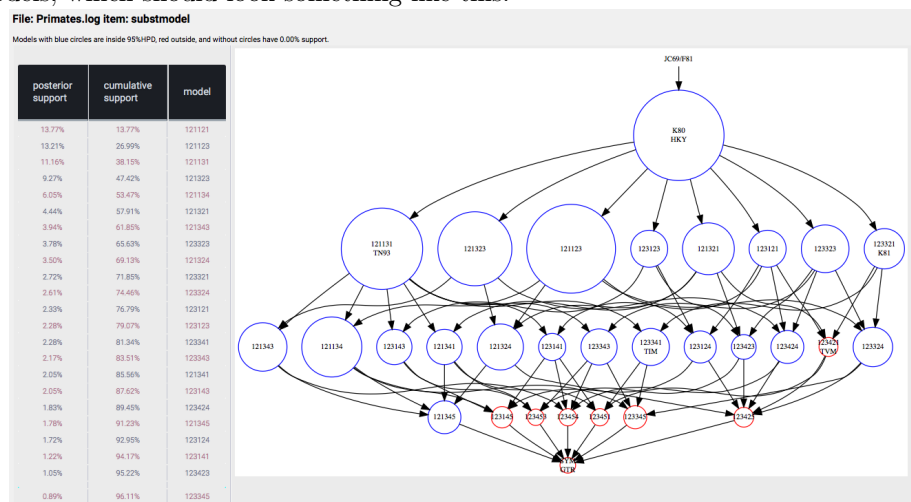 File: Primates.log item: substmodel
Models with blue circles are inside 95%HPD, red outside, and without circles have 0.00% support.
posterior support cumulative support model
13.77% 13.77% 121121
13.21% 26.99% 121123
11.16% 38.15% 121131
9.27% 47.42% 121323
6.05% 53.47% 121134
4.44% 57.91% 121321
3.94% 61.85% 121343
3.78% 65.63% 123323
3.50% 69.13% 121324
2.72% 71.85% 123321
2.61% 74.46% 123324
2.33% 76.79% 123121
2.28% 79.07% 123123
2.28% 81.34% 123341
2.17% 83.51% 123343
2.05% 85.56% 121341
2.05% 87.62% 123143
1.83% 89.45% 123424
1.78% 91.23% 121345
1.72% 92.95% 123124
1.22% 94.17% 123141
1.05% 95.22% 123423
0.89% 96.11% 123345
JC69/F81
K80
HKY
121131
TN93
121323
121123
123123
121321
123121
123323
123321
K81
121343
121134
123143
121341
121324
123141
123343
123341
TIM
123124
123423
123424
123421
TVM
123324
121345
123145
123453
123454
123451
123345
123425
SYM
GTR